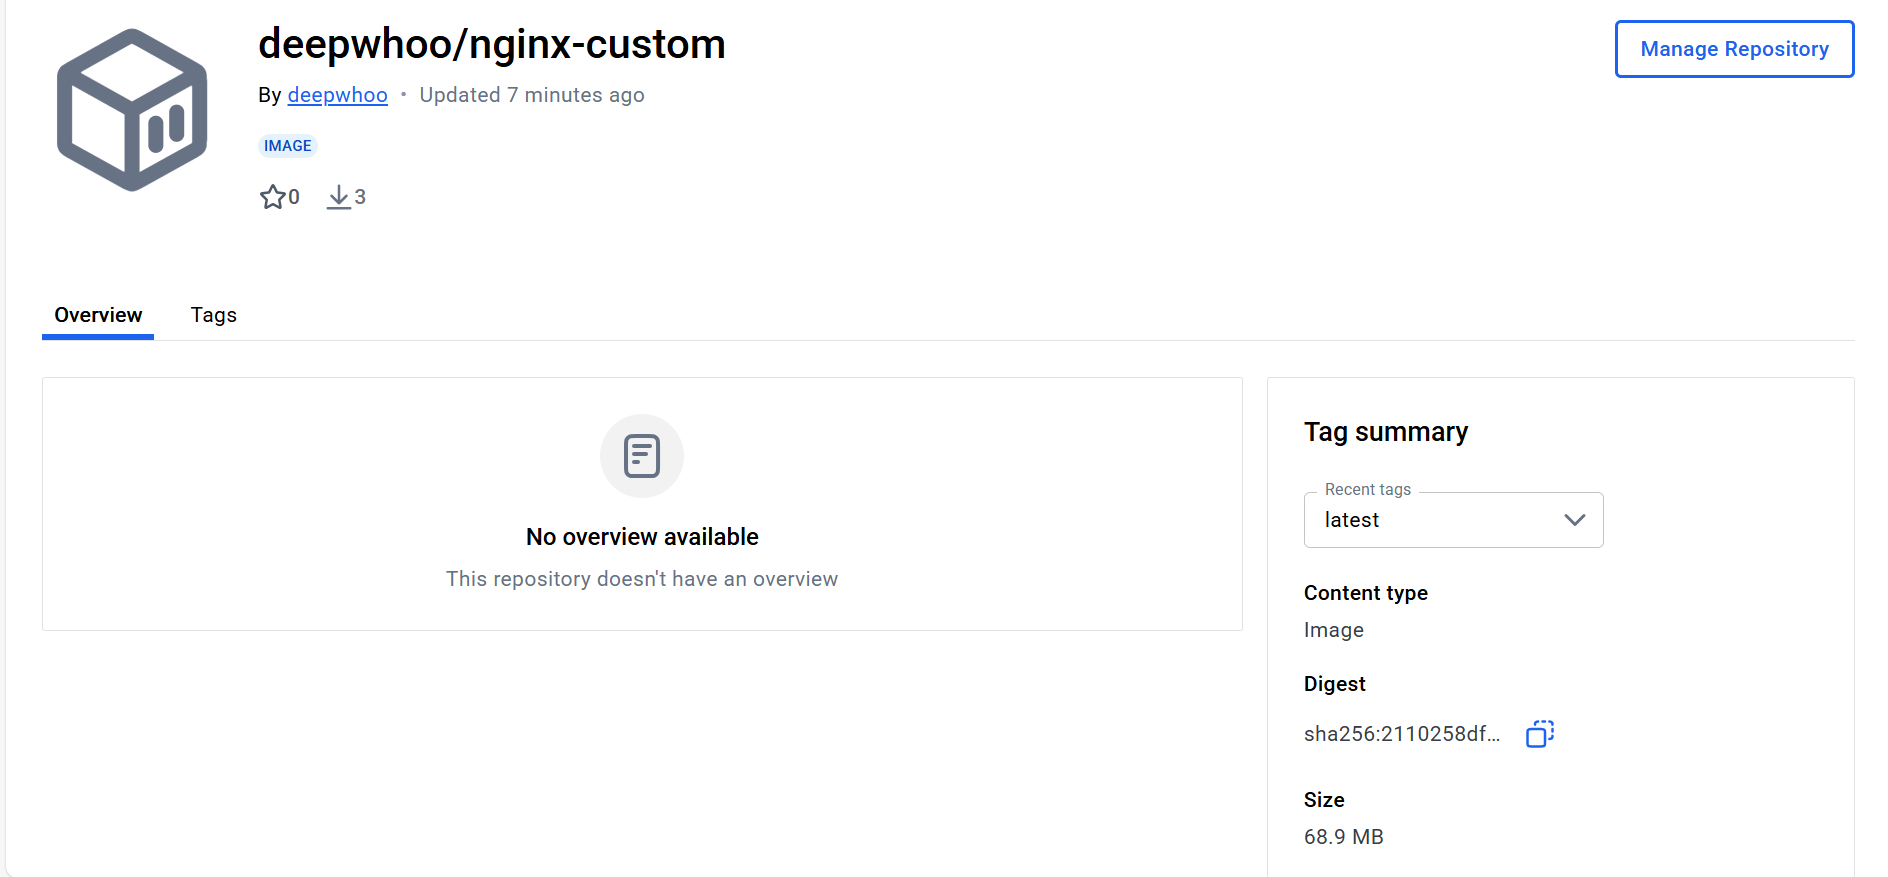 deepwhoo/nginx-custom
Manage Repository
By deepwhoo • Updated 7 minutes ago
IMAGE
0 3
Overview Tags
No overview available
This repository doesn't have an overview
Tag summary
Recent tags
latest
Content type
Image
Digest
sha256:2110258df...
Size
68.9 MB